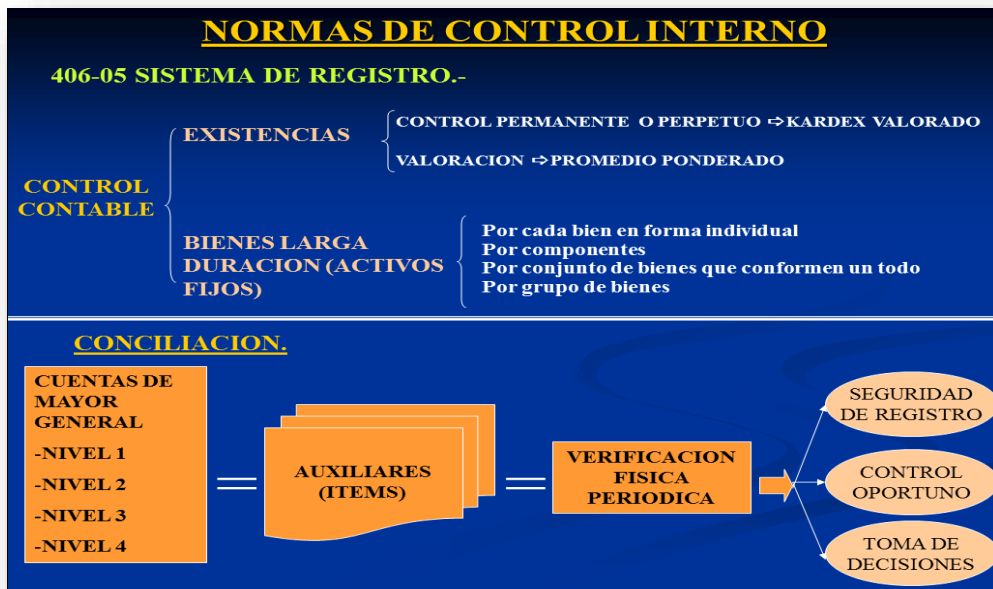 NORMAS DE CONTROL INTERNO
406-05 SISTEMA DE REGISTRO.-
CONTROL
CONTABLE
EXISTENCIAS
CONTROL PERMANENTE O PERPETUO ⇨KARDEX VALORADO
VALORACION ⇨PROMEDIO PONDERADO
BIENES LARGA
DURACION (ACTIVOS
FIJOS)
Por cada bien en forma individual
Por componentes
Por conjunto de bienes que conformen un todo
Por grupo de bienes
CONCILIACION.
CUENTAS DE
MAYOR
GENERAL
-NIVEL 1
-NIVEL 2
-NIVEL 3
-NIVEL 4
=
AUXILIARES
(ITEMS)
=
VERIFICACION
FISICA
PERIODICA
SEGURIDAD
DE REGISTRO
CONTROL
OPORTUNO
TOMA DE
DECISIONES